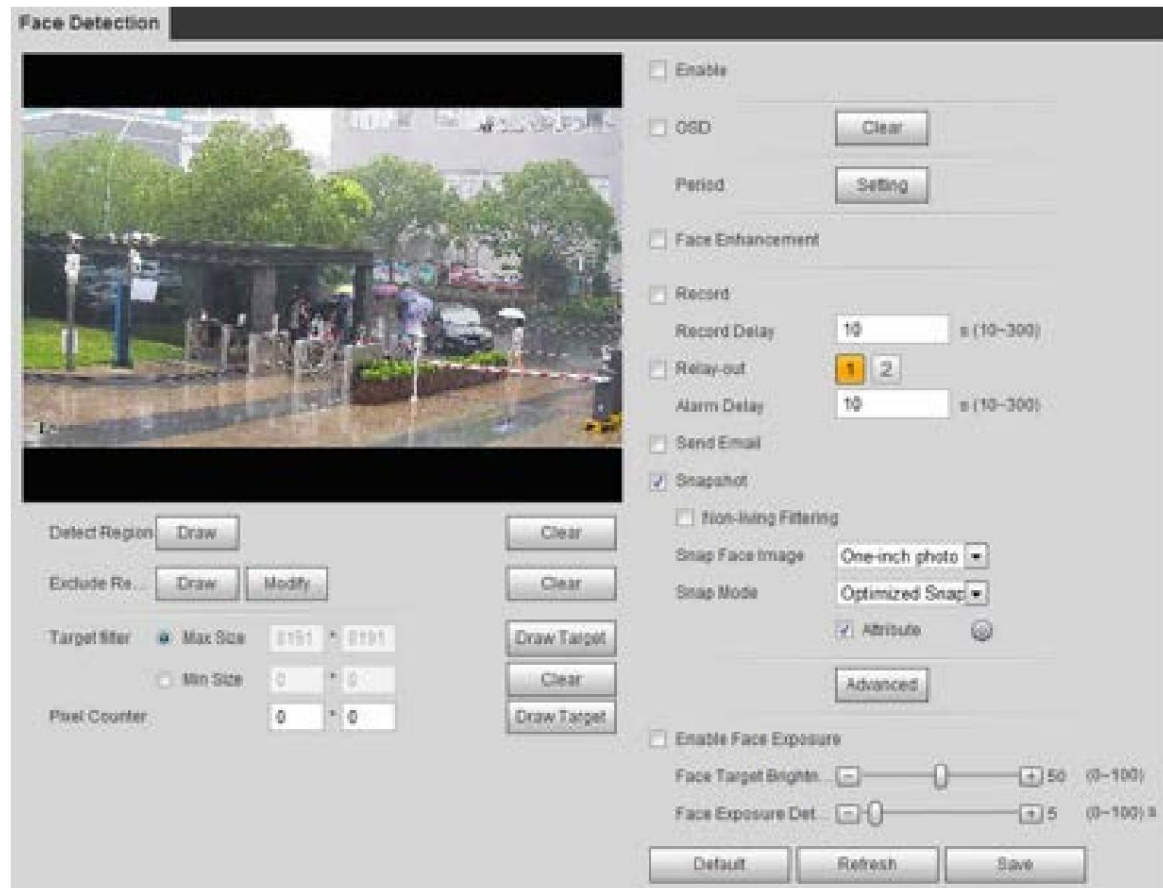 Face Detection
Enable
OSD Clear
Period Setting
Face Enhancement
Record
Record Delay 10 s (10~300)
Relay-out 1 2
Alarm Delay 10 s (10~300)
Send Email
Snapshot
Non-living Filtering
Snap Face Image One-inch photo
Snap Mode Optimized Snap
Attribute
Advanced
Enable Face Exposure
Face Target Brightn... 50 (0~100)
Face Exposure Det... 5 (0~100) s
Default Refresh Save
Detect Region Draw Clear
Exclude Re... Draw Modify Clear
Target filter Max Size 8191 * 8191 Draw Target
Min Size 0 * 0 Clear
Pixel Counter 0 * 0 Draw Target